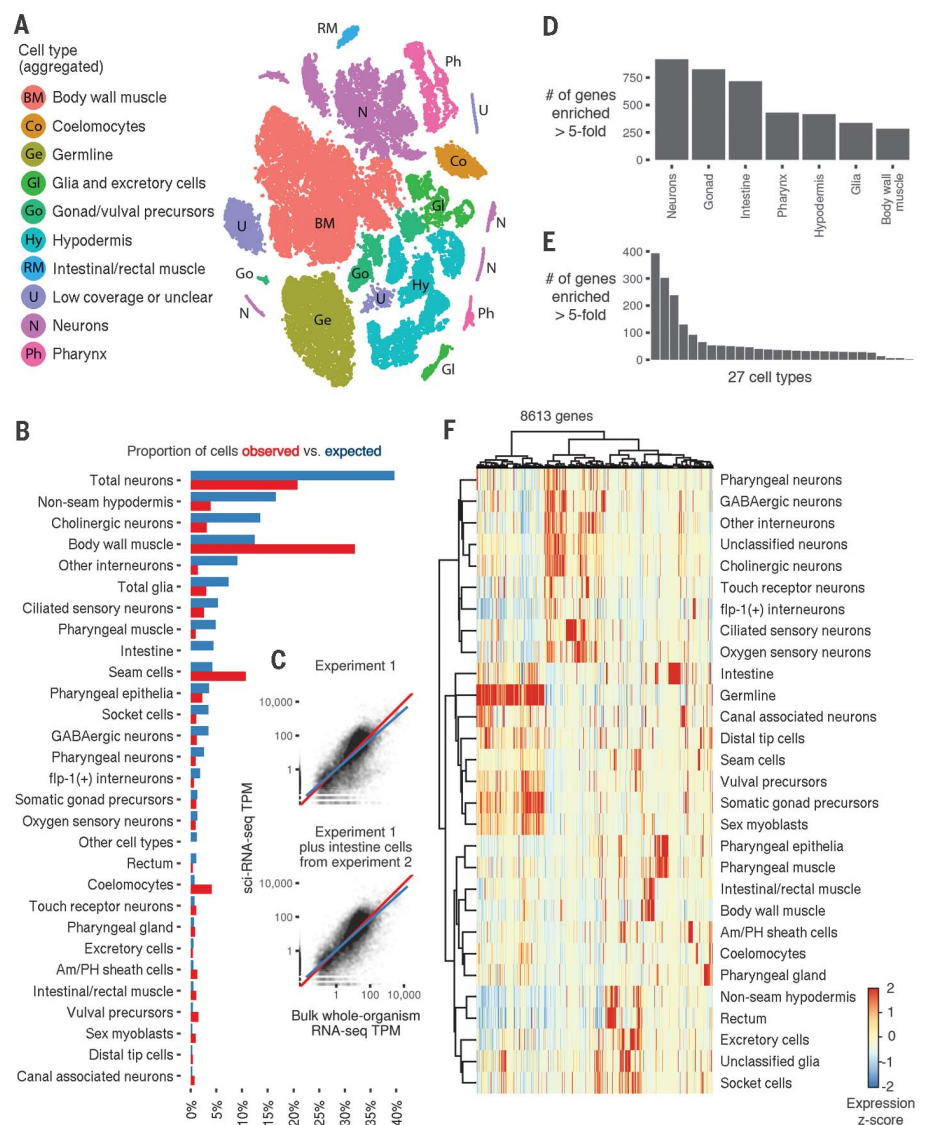 A
Cell type
(aggregated)
BM Body wall muscle
Co Coelomocytes
Ge Germline
Gl Glia and excretory cells
Go Gonad/vulval precursors
Hy Hypodermis
RM Intestinal/rectal muscle
U Low coverage or unclear
N Neurons
Ph Pharynx
RM
Ph
N
U
Co
Gl
U
BM
N
Go
Go
Hy
N
U
N
Ge
Ph
Gl
D
# of genes
enriched
> 5-fold
750
500
250
0
Neurons
Gonad
Intestine
Pharynx
Hypodermis
Glia
Body wall
muscle
E
# of genes
enriched
> 5-fold
400
300
200
100
0
27 cell types
B
Proportion of cells observed vs. expected
Total neurons
Non-seam hypodermis
Cholinergic neurons
Body wall muscle
Other interneurons
Total glia
Ciliated sensory neurons
Pharyngeal muscle
Intestine
Seam cells
Pharyngeal epithelia
Socket cells
GABAergic neurons
Pharyngeal neurons
flp-1(+) interneurons
Somatic gonad precursors
Oxygen sensory neurons
Other cell types
Rectum
Coelomocytes
Touch receptor neurons
Pharyngeal gland
Excretory cells
Am/PH sheath cells
Intestinal/rectal muscle
Vulval precursors
Sex myoblasts
Distal tip cells
Canal associated neurons
0%
5%
10%
15%
20%
25%
30%
35%
40%
C
Experiment 1
10,000
100
1
sci-RNA-seq TPM
Experiment 1
plus intestine cells
from experiment 2
10,000
100
1
1 100 10,000
Bulk whole-organism
RNA-seq TPM
F
8613 genes
Pharyngeal neurons
GABAergic neurons
Other interneurons
Unclassified neurons
Cholinergic neurons
Touch receptor neurons
flp-1(+) interneurons
Ciliated sensory neurons
Oxygen sensory neurons
Intestine
Germline
Canal associated neurons
Distal tip cells
Seam cells
Vulval precursors
Somatic gonad precursors
Sex myoblasts
Pharyngeal epithelia
Pharyngeal muscle
Intestinal/rectal muscle
Body wall muscle
Am/PH sheath cells
Coelomocytes
Pharyngeal gland
Non-seam hypodermis
Rectum
Excretory cells
Unclassified glia
Socket cells
2
1
0
-1
-2
Expression
z-score